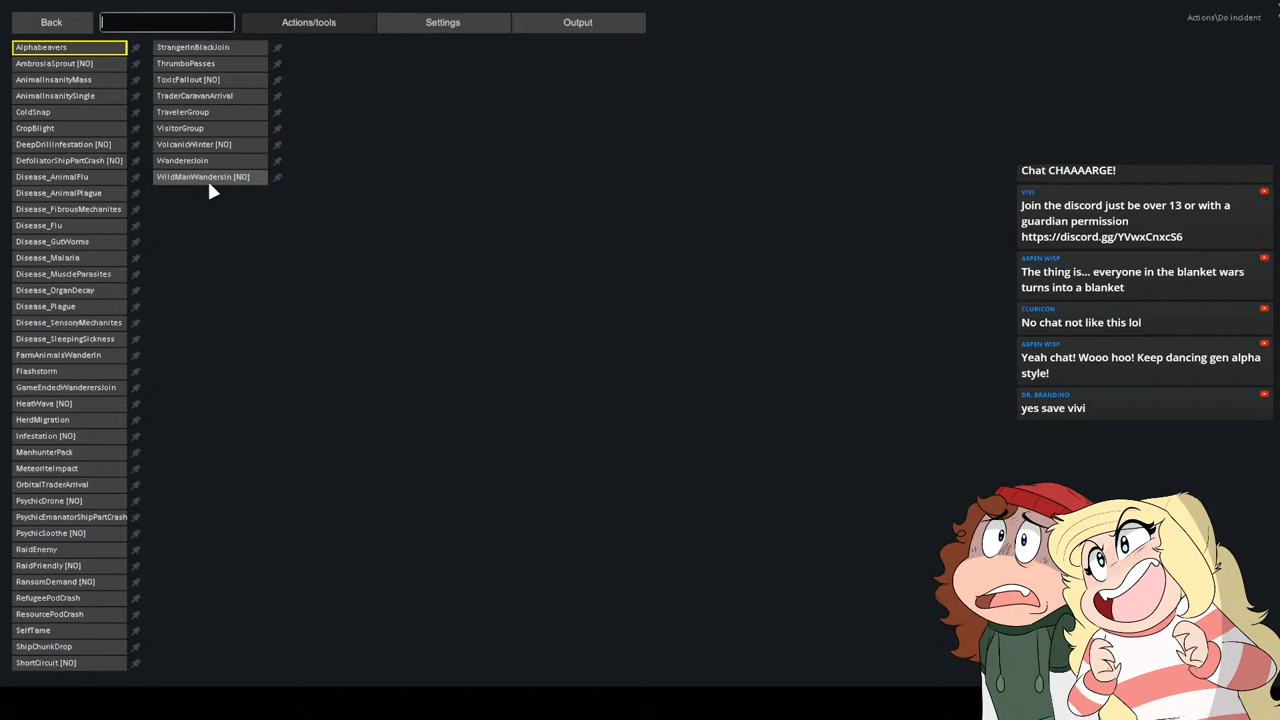 Back
Actions/tools
Settings
Output
Actions\Do incident
Alphabeavers
AmbrosiaSprout [NO]
AnimalInsanityMass
AnimalInsanitySingle
ColdSnap
CropBlight
DeepDrillInfestation [NO]
DefoliatorShipPartCrash [NO]
Disease_AnimalFlu
Disease_AnimalPlague
Disease_FibrousMechanites
Disease_Flu
Disease_GutWorms
Disease_Malaria
Disease_MuscleParasites
Disease_OrganDecay
Disease_Plague
Disease_SensoryMechanites
Disease_SleepingSickness
FarmAnimalsWanderIn
Flashstorm
GameEndedWanderersJoin
HeatWave [NO]
HerdMigration
Infestation [NO]
ManhunterPack
MeteoriteImpact
OrbitalTraderArrival
PsychicDrone [NO]
PsychicEmanatorShipPartCrash
PsychicSoothe [NO]
RaidEnemy
RaidFriendly [NO]
RansomDemand [NO]
RefugeePodCrash
ResourcePodCrash
SelfTame
ShipChunkDrop
ShortCircuit [NO]
StrangerInBlackJoin
ThrumboPasses
ToxicFallout [NO]
TraderCaravanArrival
TravelerGroup
VisitorGroup
VolcanicWinter [NO]
WandererJoin
WildManWandersIn [NO]
Chat CHAAAARGE!
VIVI
Join the discord just be over 13 or with a
guardian permission
https://discord.gg/YVwxCnxcS6
ASPEN WISP
The thing is... everyone in the blanket wars
turns into a blanket
CLURICON
No chat not like this lol
ASPEN WISP
Yeah chat! Wooo hoo! Keep dancing gen alpha
style!
DR. BRANDINO
yes save vivi